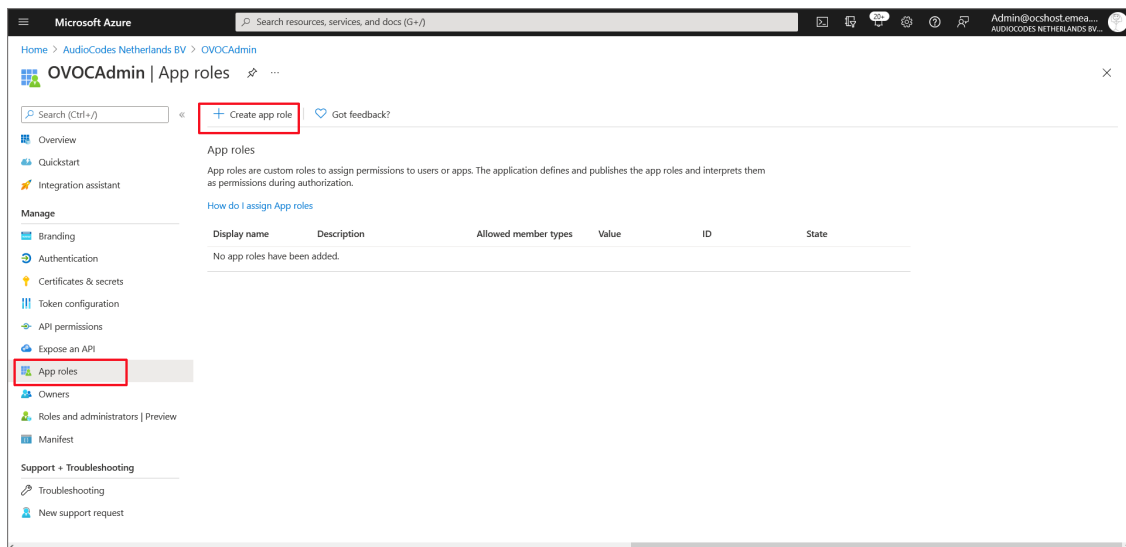 Microsoft Azure
Search resources, services, and docs (G+/)
20+
Admin@ocshost.emea....
AUDIOCODES NETHERLANDS BV...
Home > AudioCodes Netherlands BV > OVOCAdmin
OVOCAdmin | App roles
Search (Ctrl+/)
+ Create app role
Got feedback?
Overview
Quickstart
Integration assistant
Manage
Branding
Authentication
Certificates & secrets
Token configuration
API permissions
Expose an API
App roles
Owners
Roles and administrators | Preview
Manifest
Support + Troubleshooting
Troubleshooting
New support request
App roles
App roles are custom roles to assign permissions to users or apps. The application defines and publishes the app roles and interprets them
as permissions during authorization.
How do I assign App roles
Display name Description Allowed member types Value ID State
No app roles have been added.